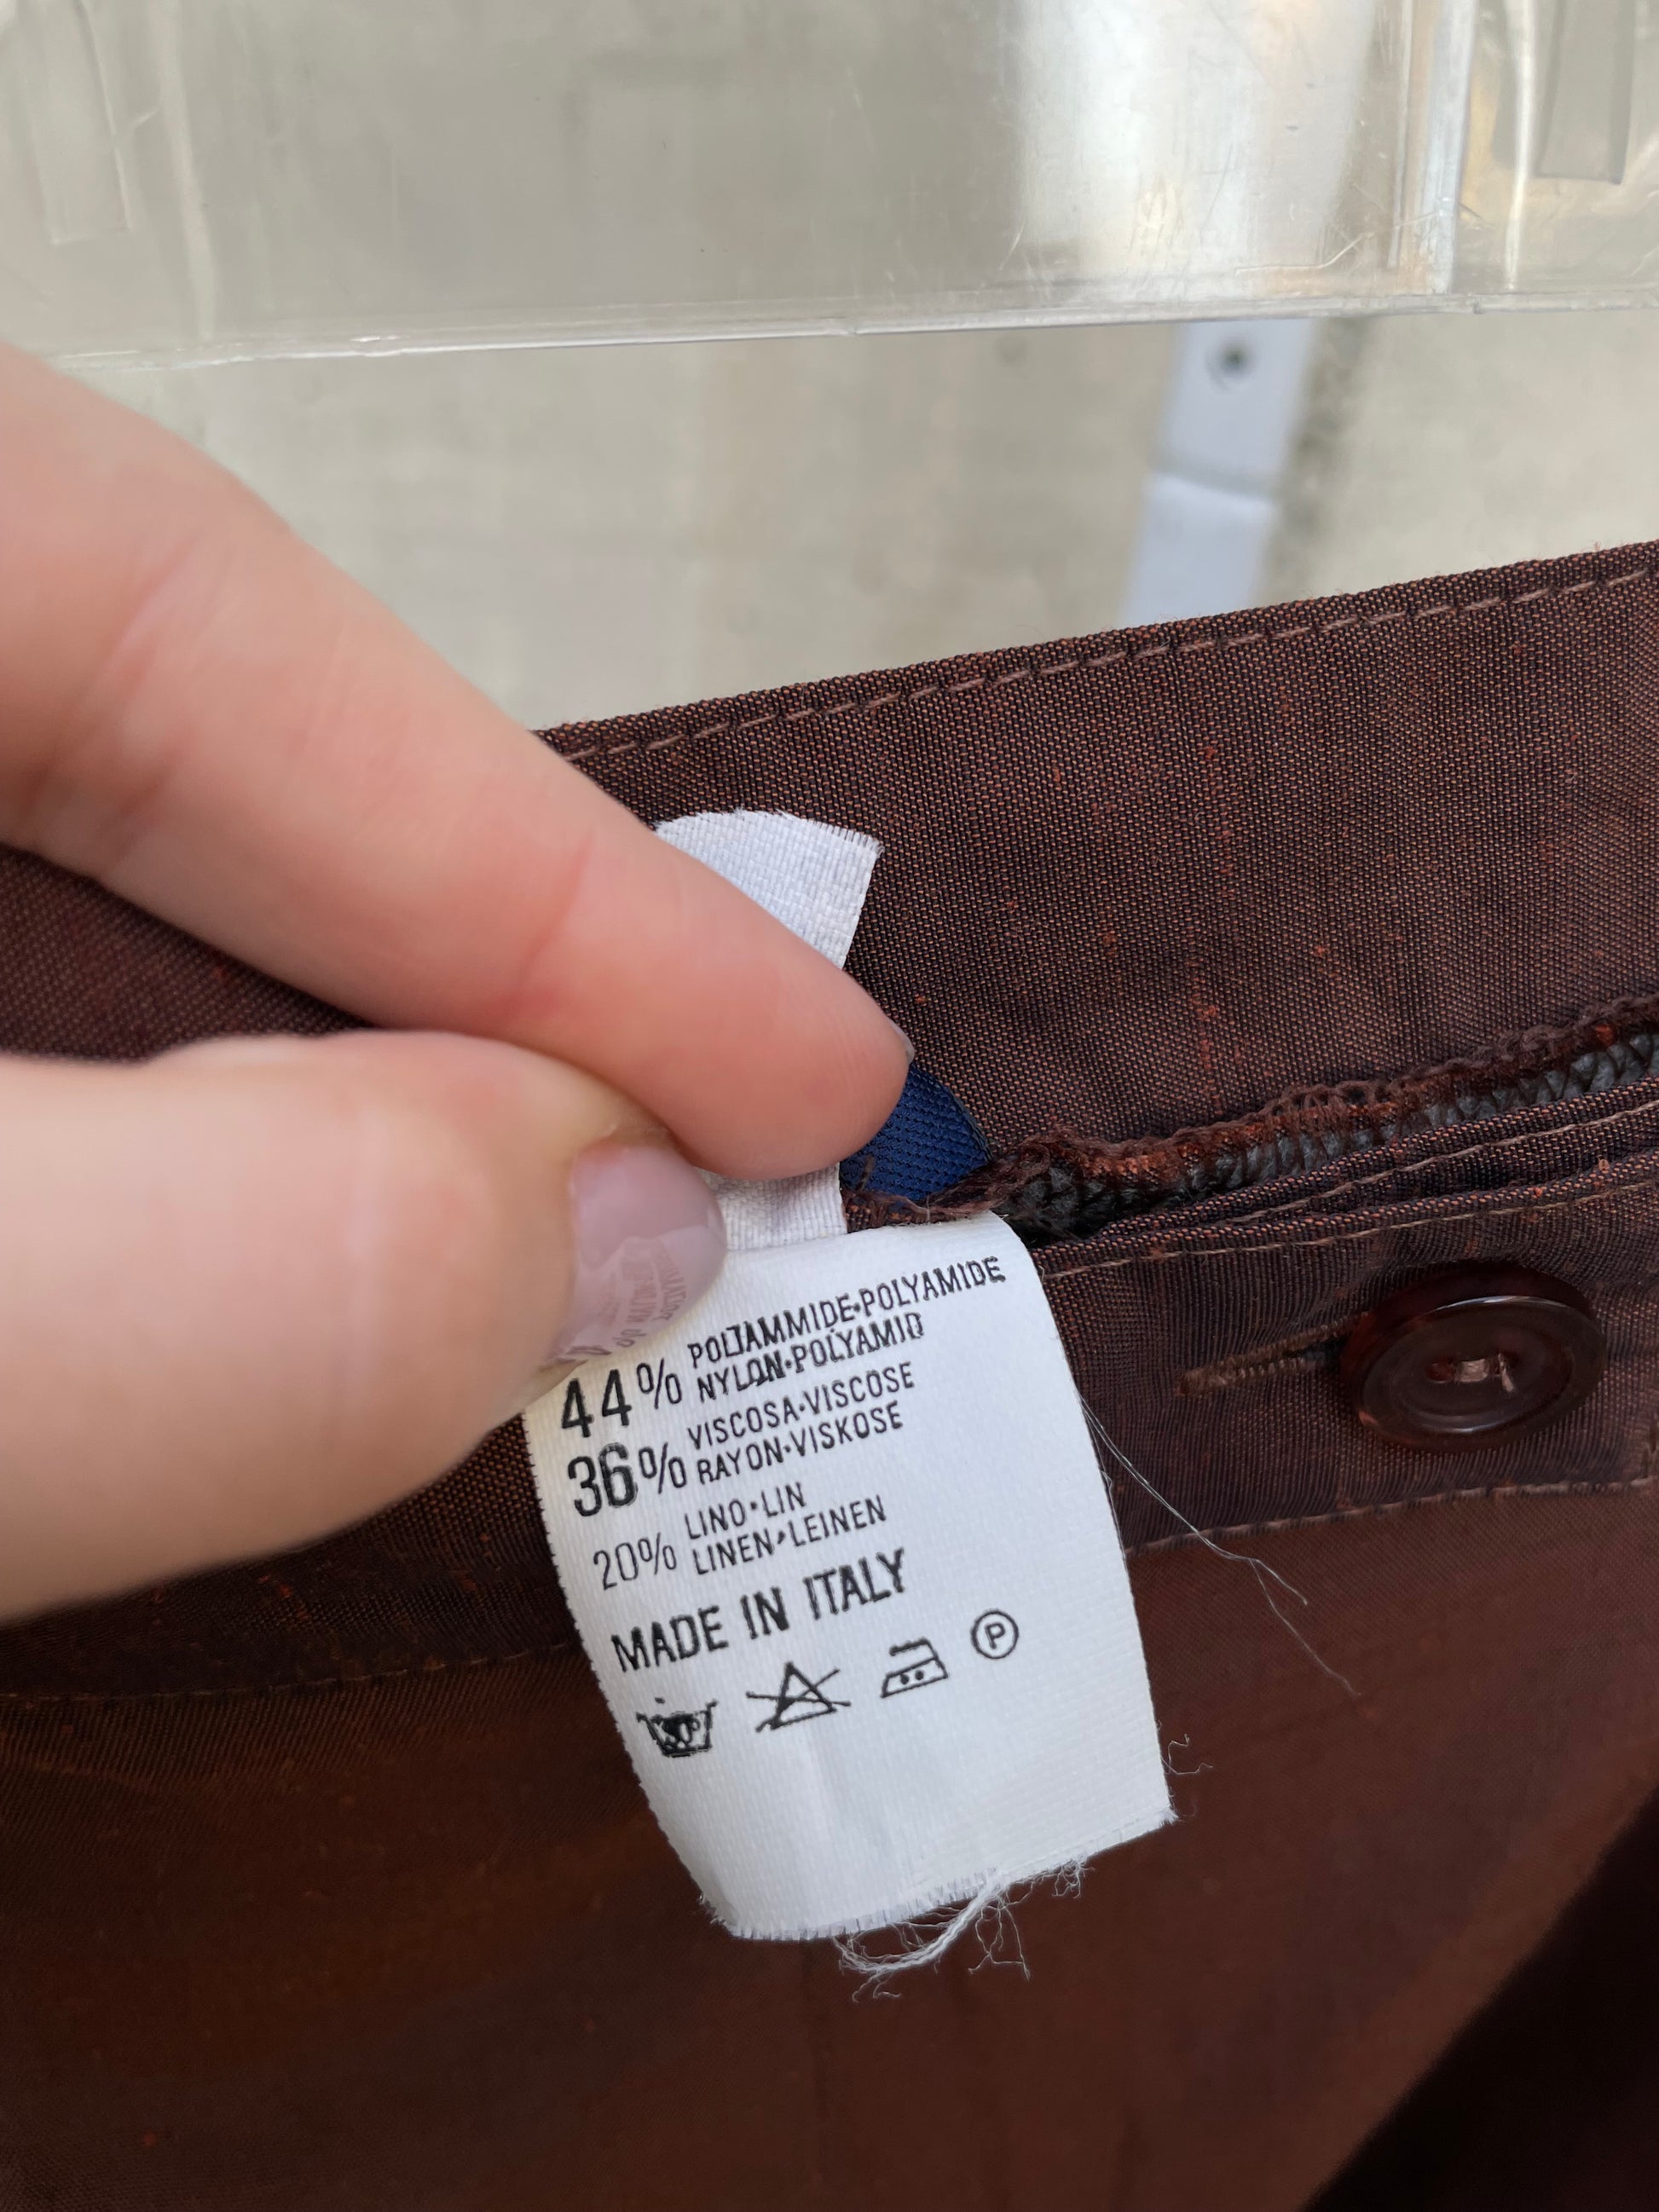 44% POLIAMMIDE•POLYAMIDE
NYLON•POLYAMID
36% VISCOSA•VISCOSE
RAYON•VISKOSE
20% LINO•LIN
LINEN•LEINEN
MADE IN ITALY
P